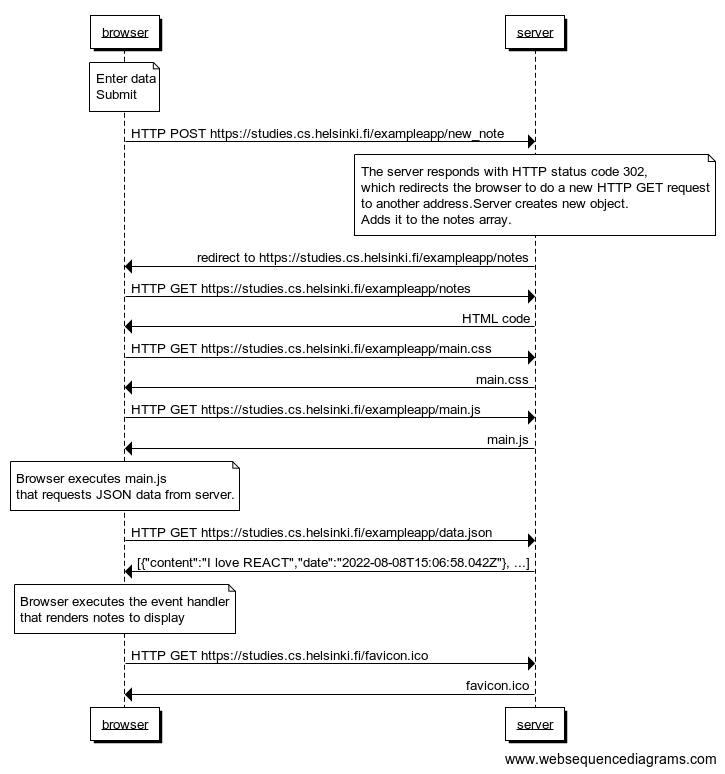 browser
server
Enter data
Submit
HTTP POST https://studies.cs.helsinki.fi/exampleapp/new_note
The server responds with HTTP status code 302,
which redirects the browser to do a new HTTP GET request
to another address.Server creates new object.
Adds it to the notes array.
redirect to https://studies.cs.helsinki.fi/exampleapp/notes
HTTP GET https://studies.cs.helsinki.fi/exampleapp/notes
HTML code
HTTP GET https://studies.cs.helsinki.fi/exampleapp/main.css
main.css
HTTP GET https://studies.cs.helsinki.fi/exampleapp/main.js
main.js
Browser executes main.js
that requests JSON data from server.
HTTP GET https://studies.cs.helsinki.fi/exampleapp/data.json
[{"content":"I love REACT","date":"2022-08-08T15:06:58.042Z"}, ...]
Browser executes the event handler
that renders notes to display
HTTP GET https://studies.cs.helsinki.fi/favicon.ico
favicon.ico
browser
server
www.websequencediagrams.com